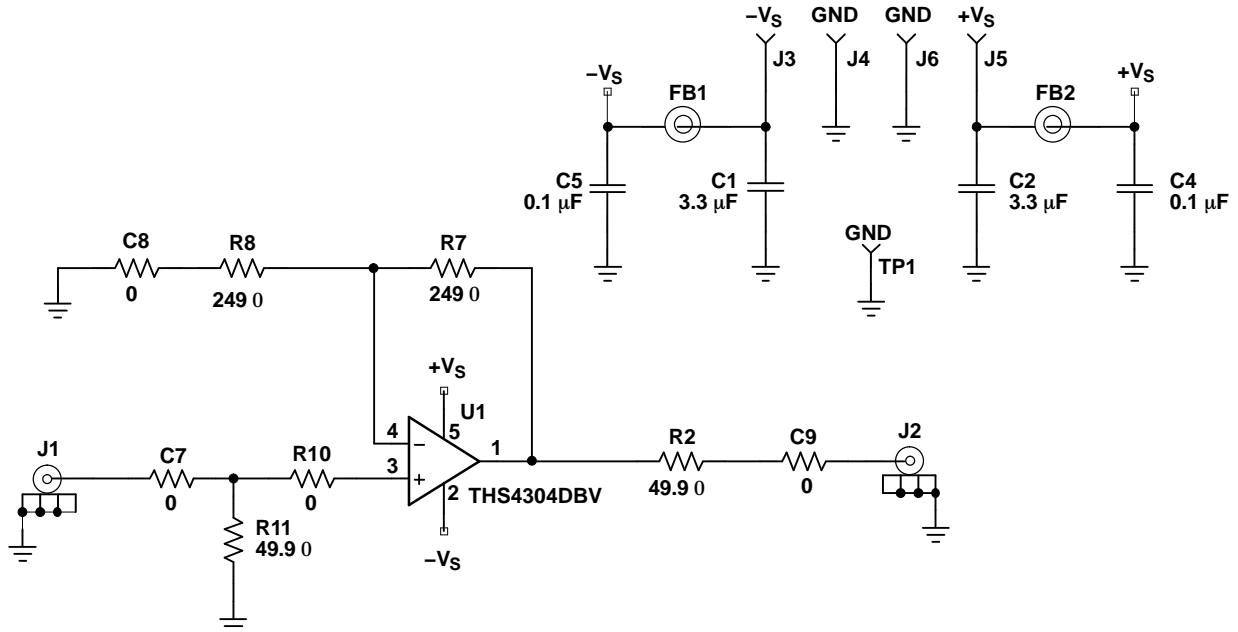 −VS
GND
GND
+VS
J3
J4
J6
J5
−VS
FB1
FB2
+VS
C5
0.1 μF
C1
3.3 μF
C2
3.3 μF
C4
0.1 μF
GND
TP1
C8
0
R8
249 0
R7
249 0
+VS
U1
5
4
−
3
+
1
2
THS4304DBV
−VS
J1
C7
0
R10
0
R11
49.9 0
R2
49.9 0
C9
0
J2